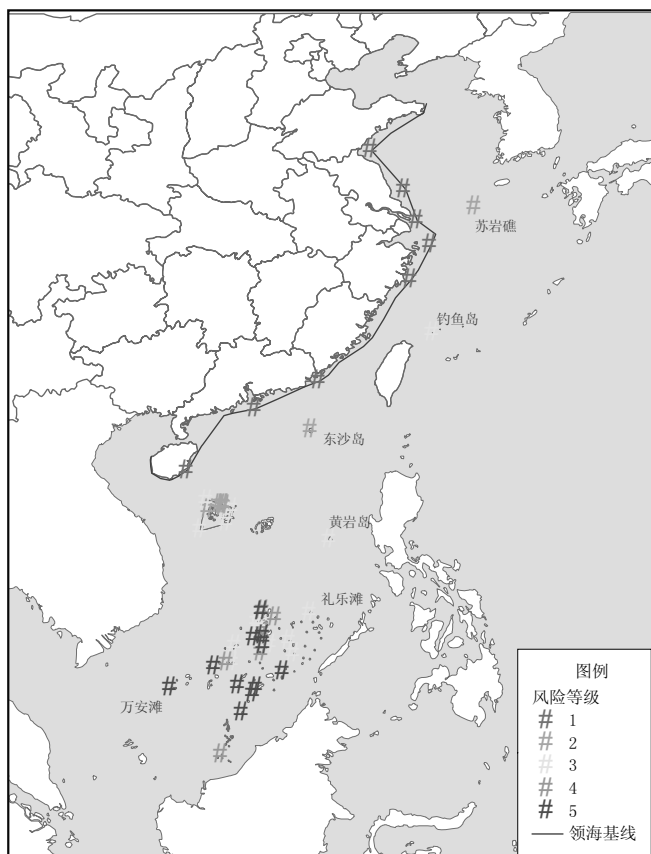 苏岩礁
钓鱼岛
东沙岛
黄岩岛
礼乐滩
万安滩
图例
风险等级
# 1
# 2
# 3
# 4
# 5
领海基线